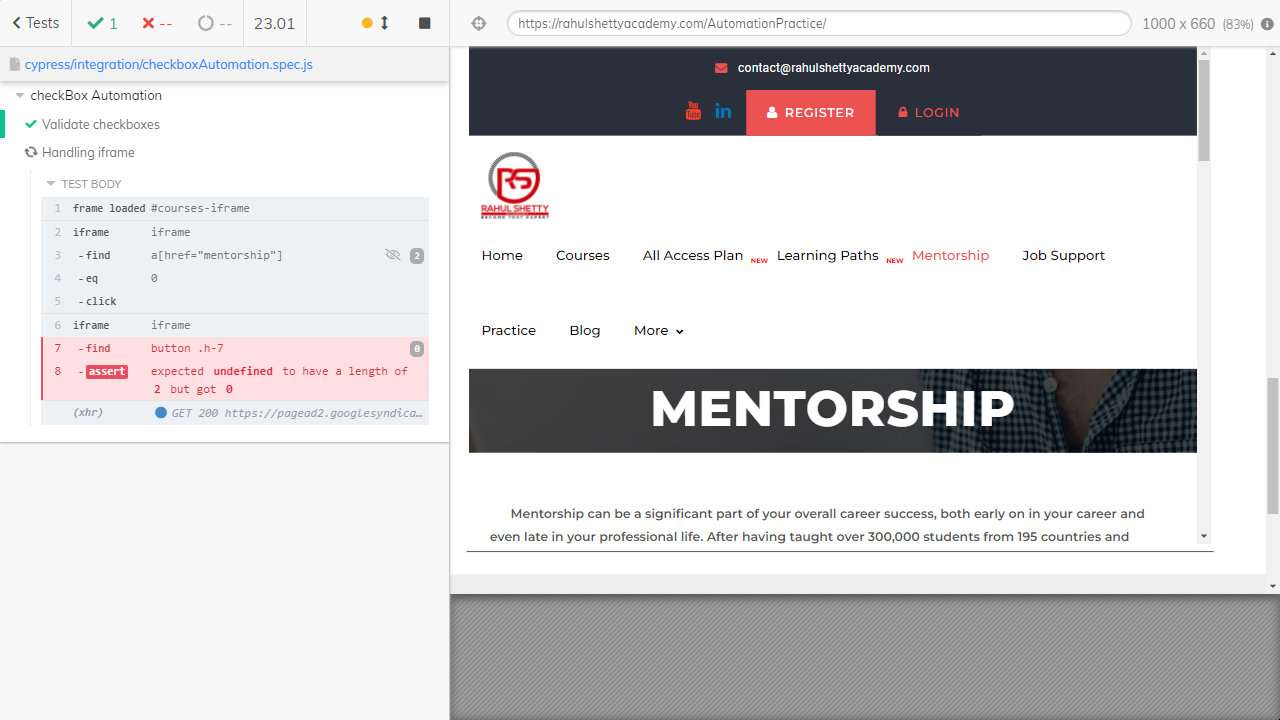 Tests
1
--
--
23.01
https://rahulshettyacademy.com/AutomationPractice/
1000 x 660 (83%)
cypress/integration/checkboxAutomation.spec.js
checkBox Automation
Validate checkboxes
Handling iframe
TEST BODY
1 frame loaded #courses-iframe
2 iframe iframe
3 -find a[href="mentorship"] 2
4 -eq 0
5 -click
6 iframe iframe
7 -find button .h-7 0
8 -assert expected undefined to have a length of
2 but got 0
(xhr) GET 200 https://pagead2.googlesyndica…
contact@rahulshettyacademy.com
You Tube in REGISTER LOGIN
RS
RAHUL SHETTY
Home Courses All Access Plan NEW Learning Paths NEW Mentorship Job Support
Practice Blog More
MENTORSHIP
Mentorship can be a significant part of your overall career success, both early on in your career and
even late in your professional life. After having taught over 300,000 students from 195 countries and